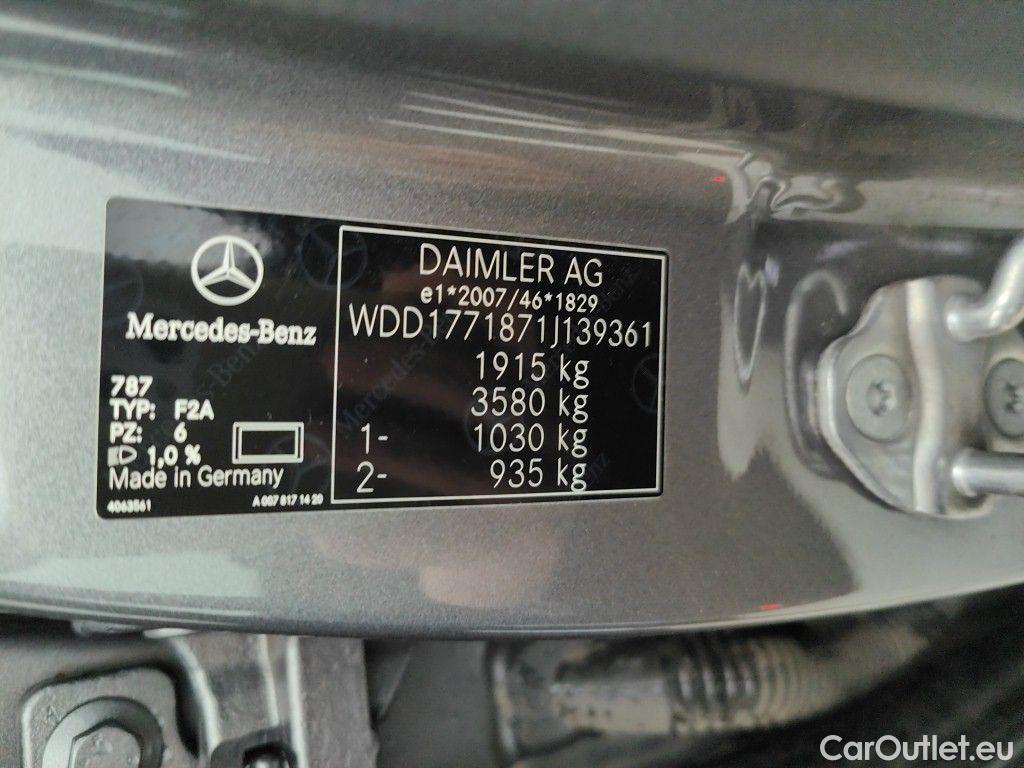 Mercedes-Benz
787
TYP: F2A
PZ: 6
1,0 %
Made in Germany
4063561
A 007 817 14 20
DAIMLER AG
e1*2007/46*1829
WDD1771871J139361
1915 kg
3580 kg
1- 1030 kg
2- 935 kg
CarOutlet.eu